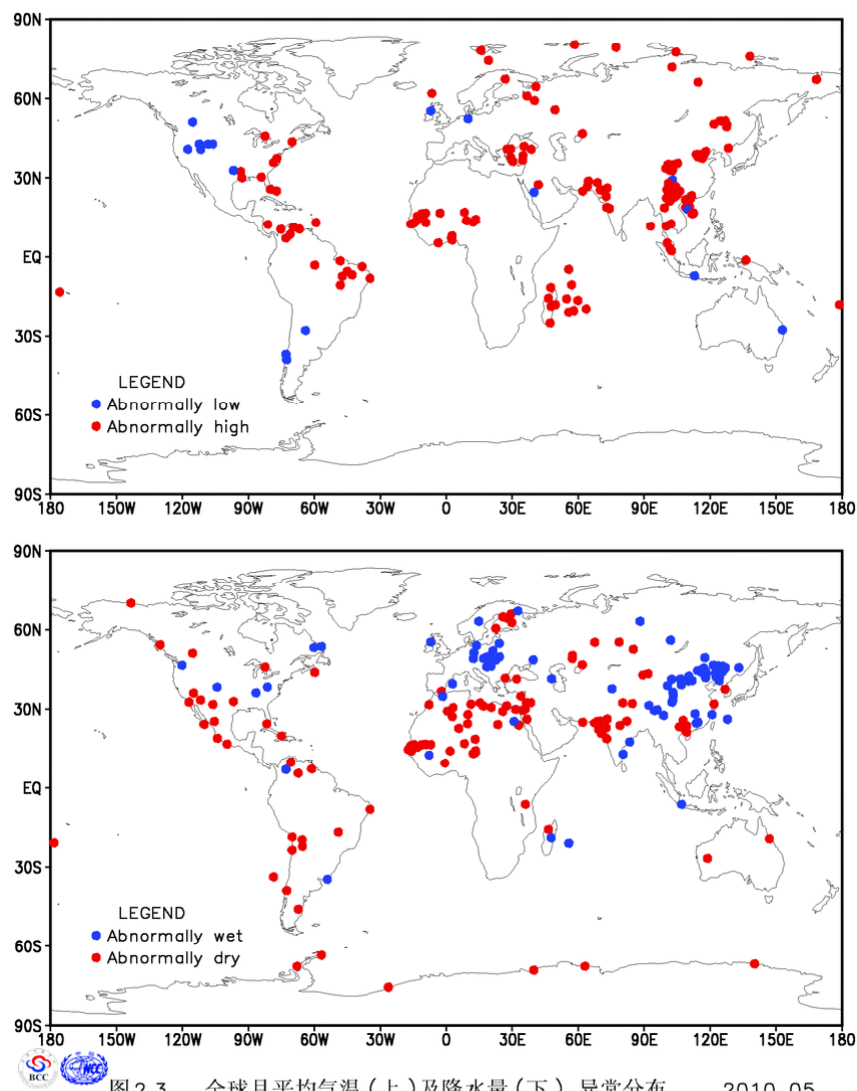 90N
60N
30N
EQ
30S
60S
90S
LEGEND
Abnormally low
Abnormally high
180 150W 120W 90W 60W 30W 0 30E 60E 90E 120E 150E 180
90N
60N
30N
EQ
30S
60S
90S
LEGEND
Abnormally wet
Abnormally dry
180 150W 120W 90W 60W 30W 0 30E 60E 90E 120E 150E 180
BCC NCC
图2.3 全球月平均气温(上)及降水量(下) 异常分布 2010.05